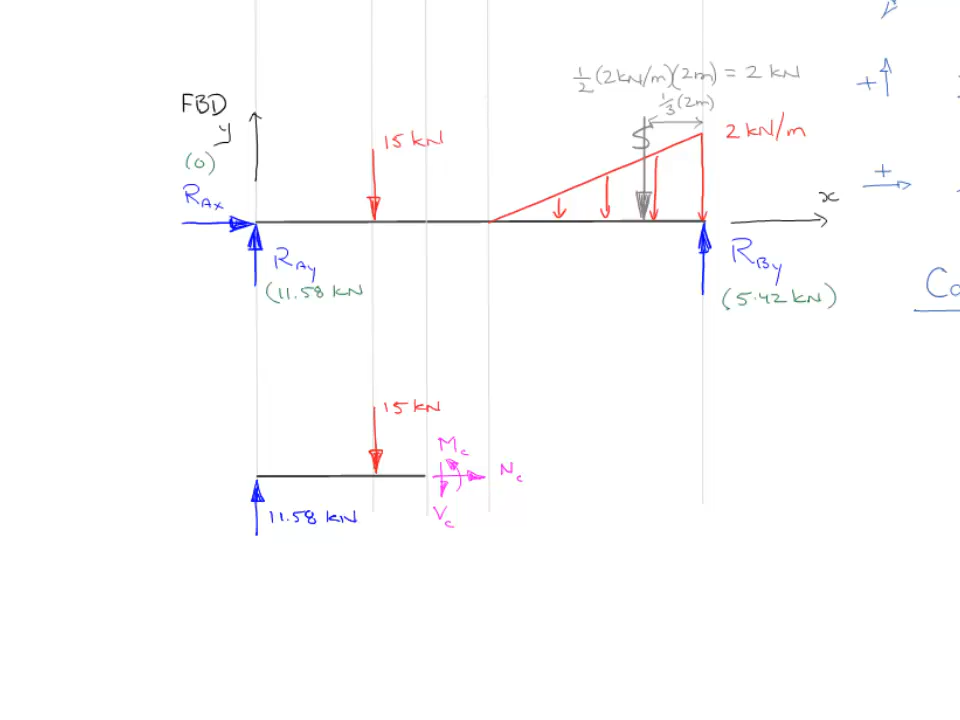 1/2 (2kN/m)(2m) = 2 kN
1/3 (2m)
FBD
y
15 kN
2 kN/m
+
(0)
RAx
+
x
RAy
RBy
(11.58 kN
(5.42 kN)
Co
15 kN
Mc
Nc
11.58 kN
Vc